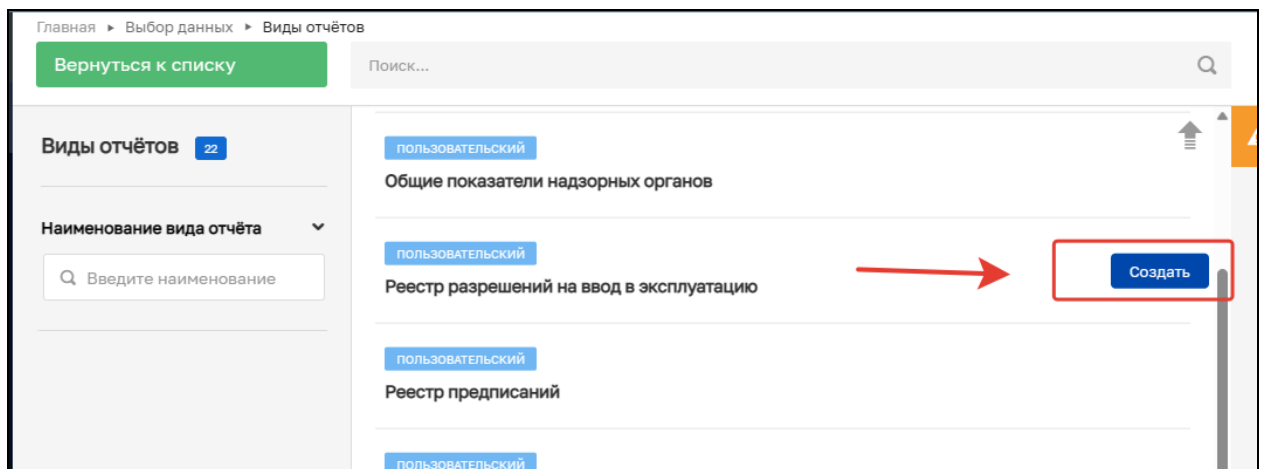 Главная ► Выбор данных ► Виды отчётов
Вернуться к списку
Поиск...
Виды отчётов 22
Наименование вида отчёта
Введите наименование
ПОЛЬЗОВАТЕЛЬСКИЙ
Общие показатели надзорных органов
ПОЛЬЗОВАТЕЛЬСКИЙ
Реестр разрешений на ввод в эксплуатацию
Создать
ПОЛЬЗОВАТЕЛЬСКИЙ
Реестр предписаний
ПОЛЬЗОВАТЕЛЬСКИЙ